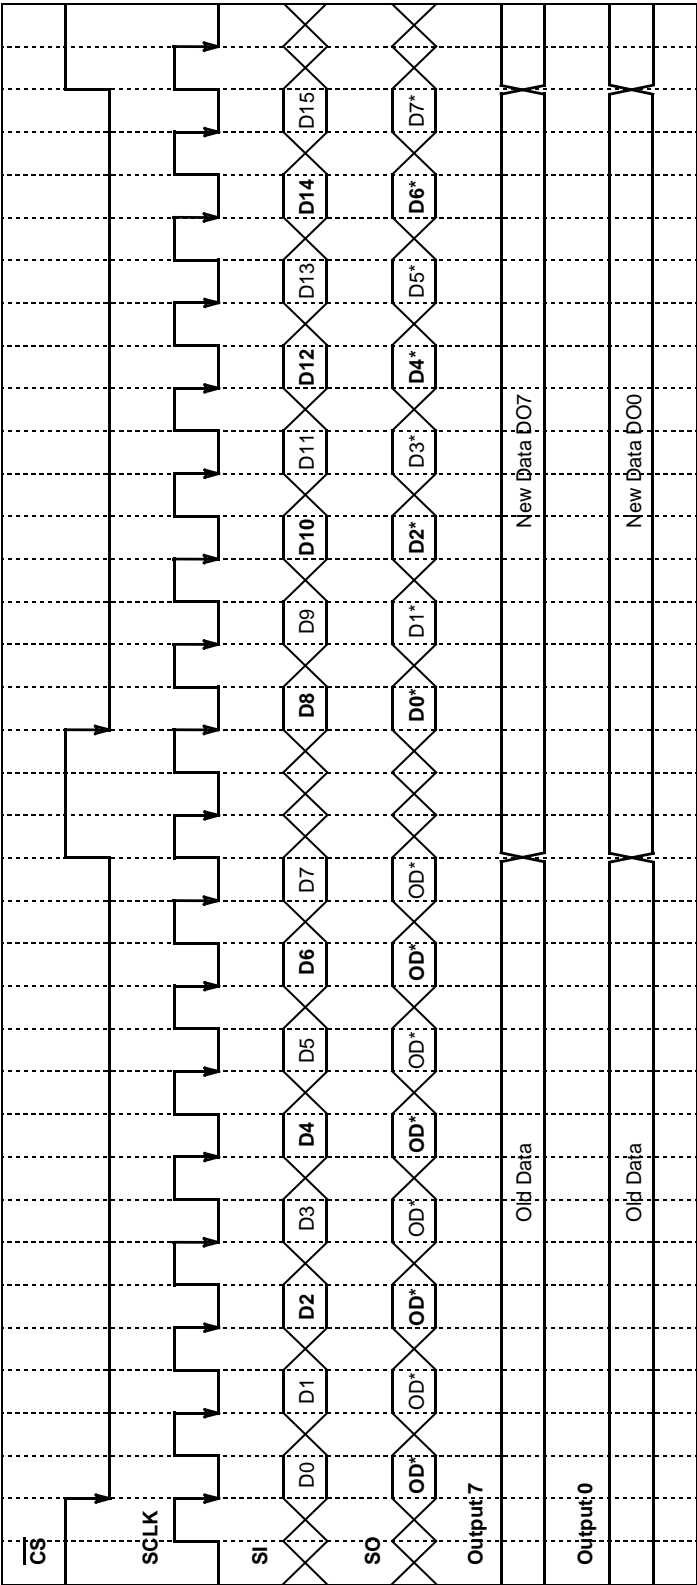 CS
SCLK
SI
D0 D1 D2 D3 D4 D5 D6 D7 D8 D9 D10 D11 D12 D13 D14 D15
SO
OD* OD* OD* OD* OD* OD* OD* OD* D0* D1* D2* D3* D4* D5* D6* D7*
Output 7
Old Data New Data DO7
Output 0
Old Data New Data DO0